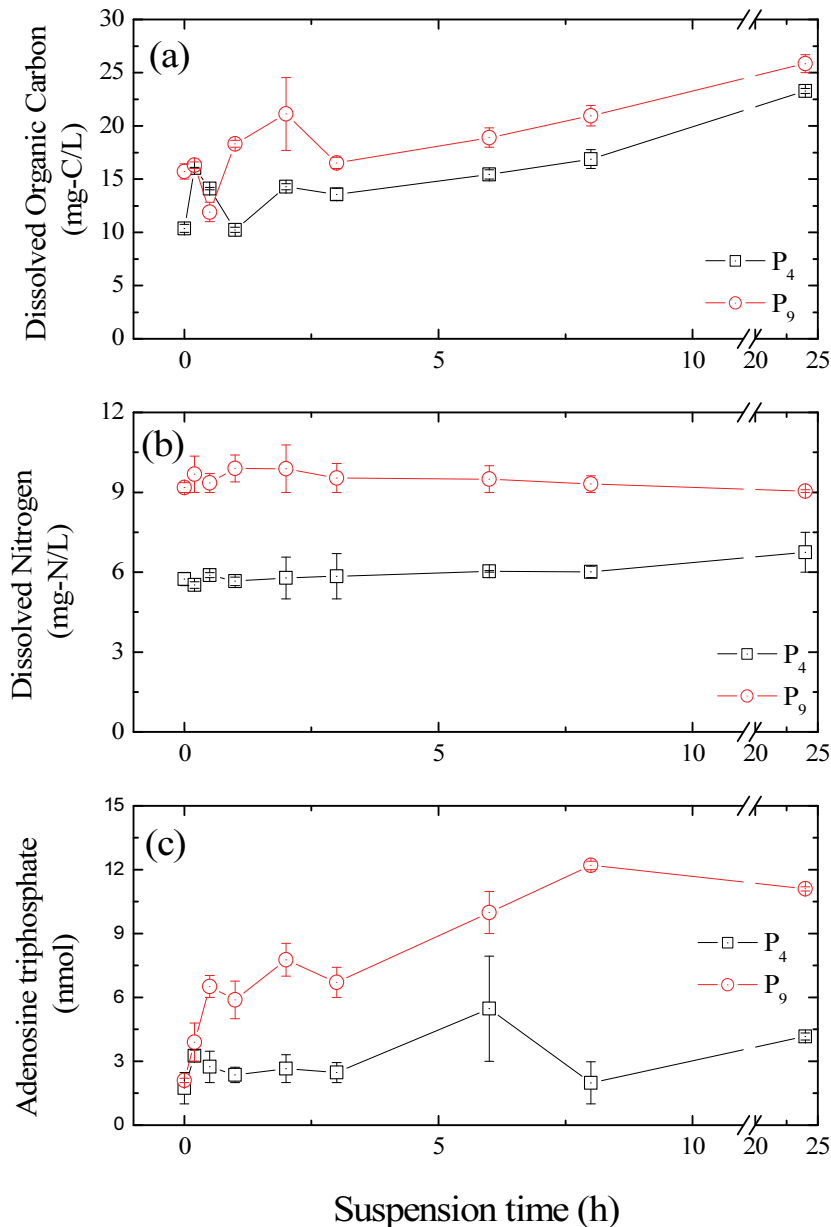 (a)
Dissolved Organic Carbon
(mg-C/L)
30
25
20
15
10
5
0
P4
P9
0 5 10 20 25
(b)
Dissolved Nitrogen
(mg-N/L)
12
9
6
3
0
P4
P9
0 5 10 20 25
(c)
Adenosine triphosphate
(nmol)
15
12
9
6
3
0
P4
P9
0 5 10 20 25
Suspension time (h)